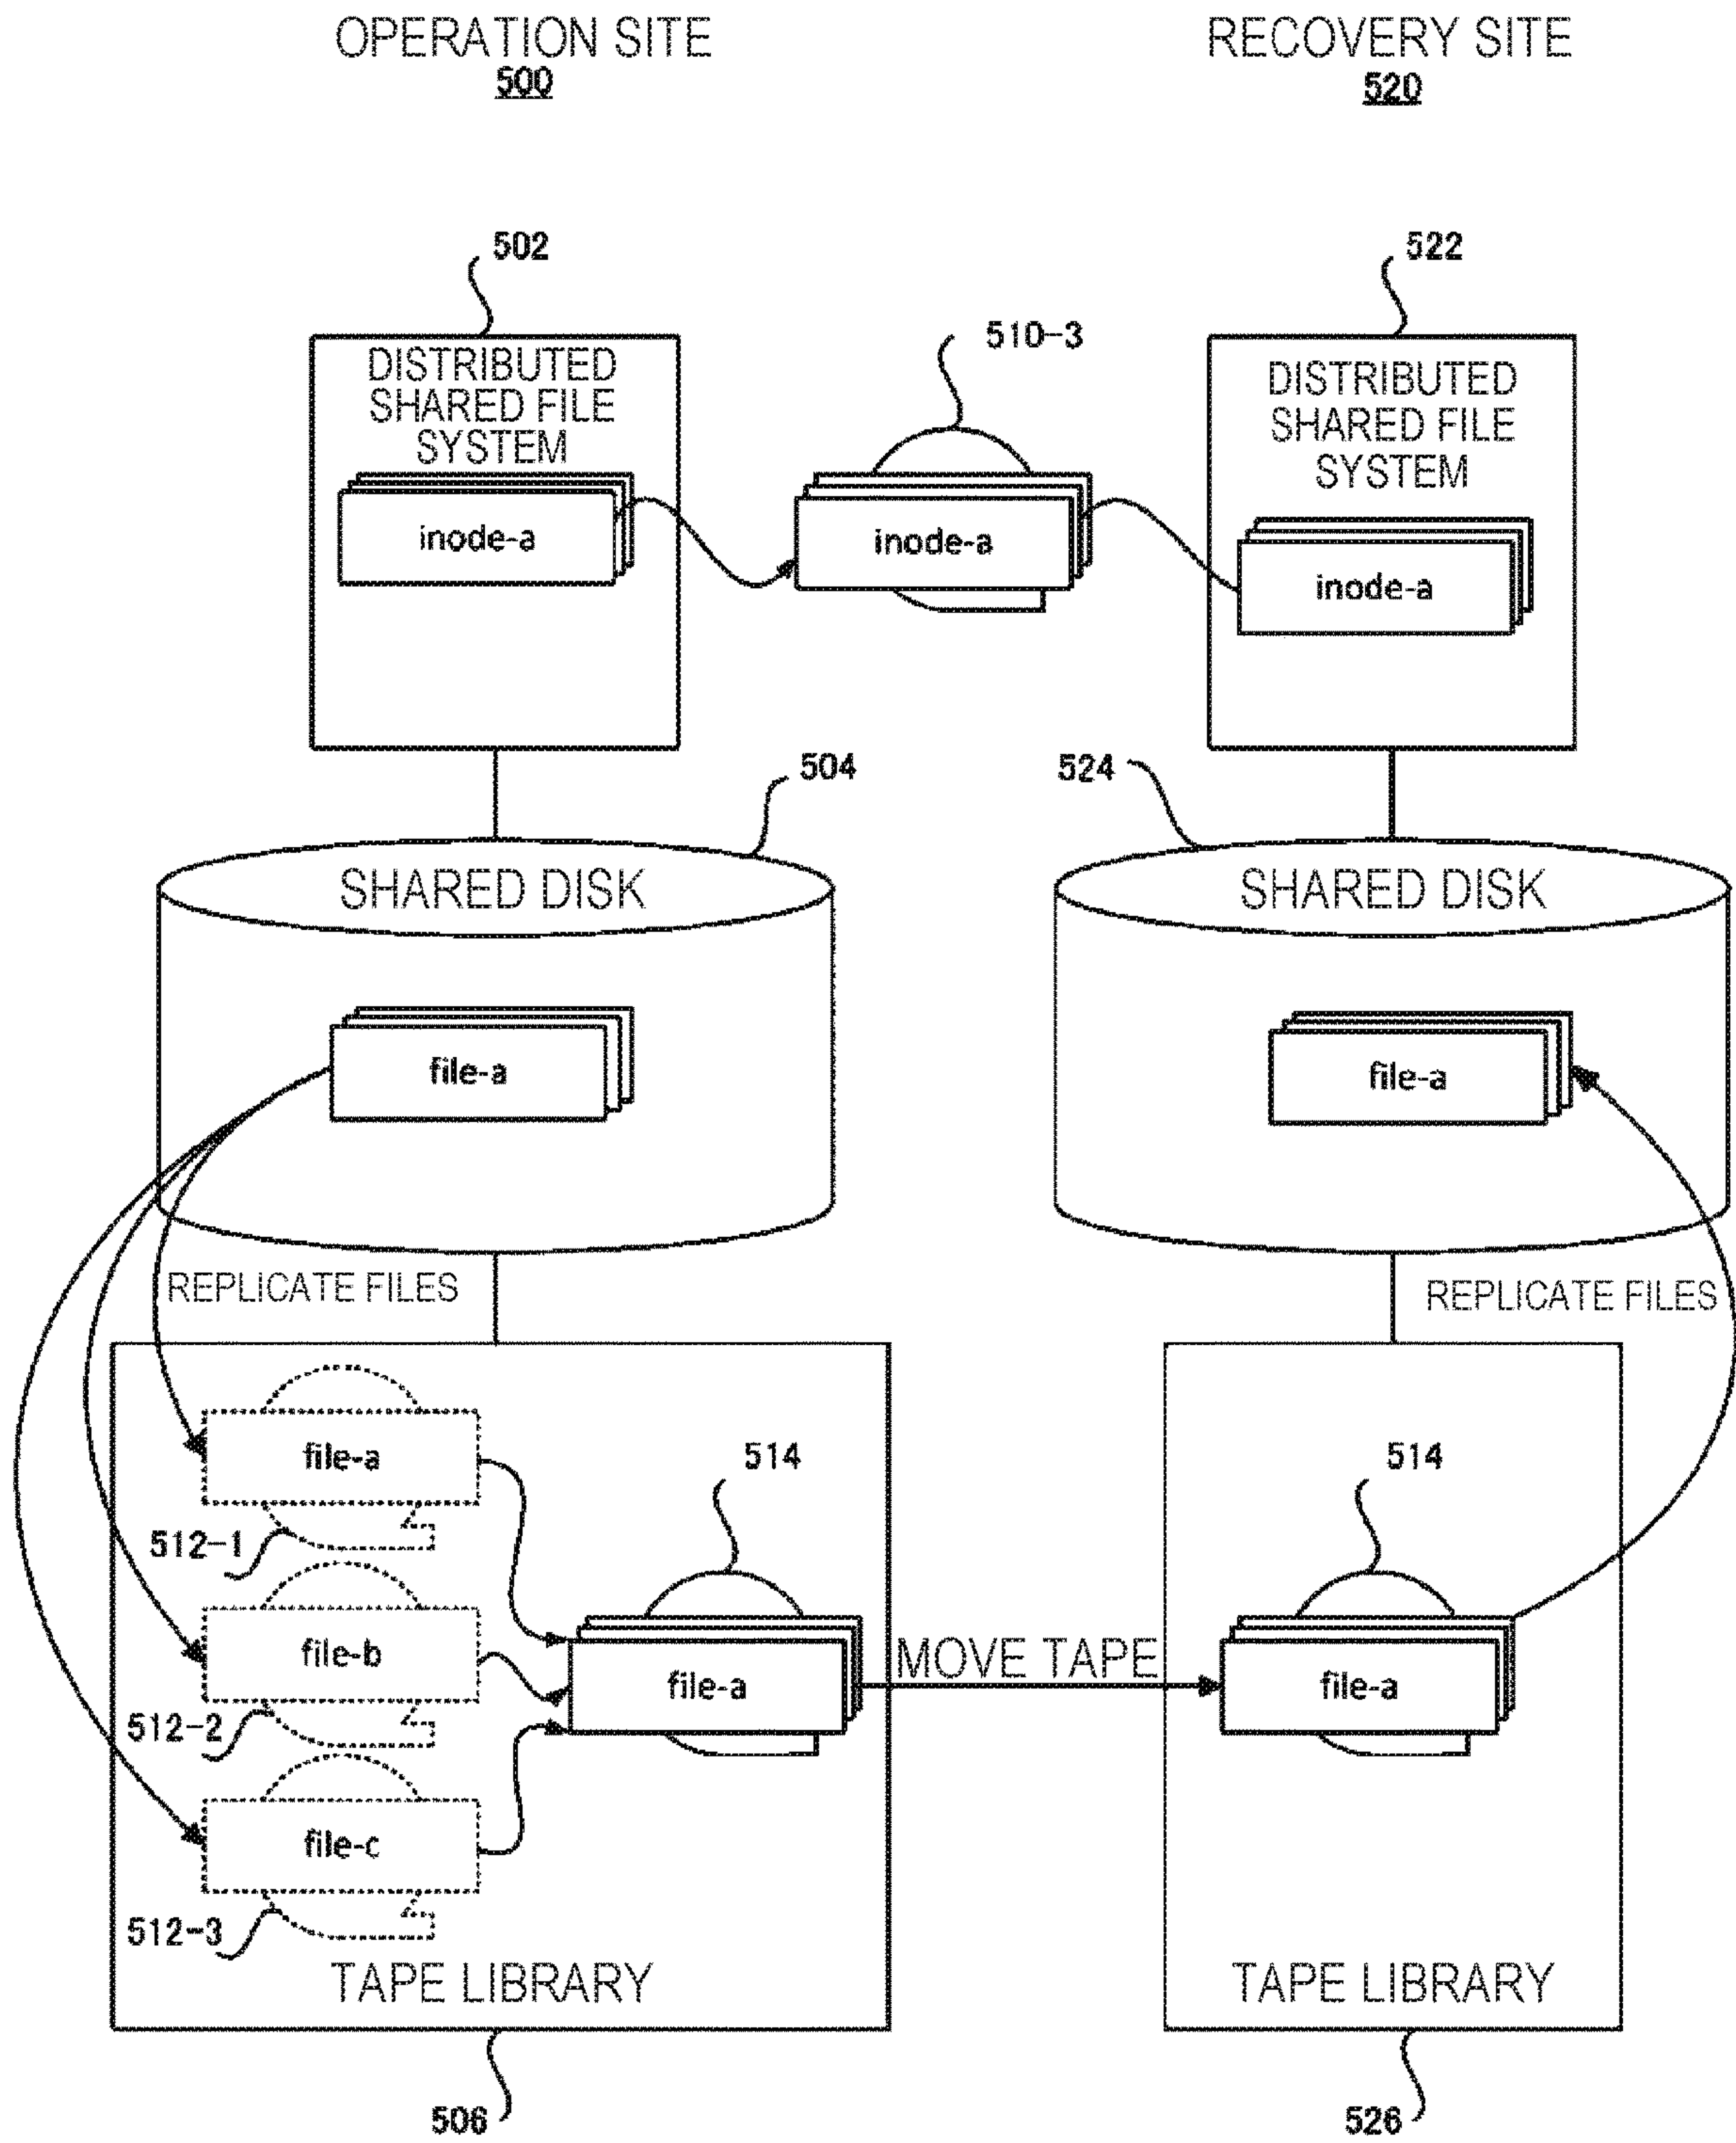 OPERATION SITE
500
RECOVERY SITE
520
502
522
510-3
DISTRIBUTED
SHARED FILE
SYSTEM
DISTRIBUTED
SHARED FILE
SYSTEM
inode-a
inode-a
inode-a
504
524
SHARED DISK
SHARED DISK
file-a
file-a
REPLICATE FILES
REPLICATE FILES
file-a
512-1
514
514
file-b
512-2
file-a
MOVE TAPE
file-a
file-c
512-3
TAPE LIBRARY
TAPE LIBRARY
506
526